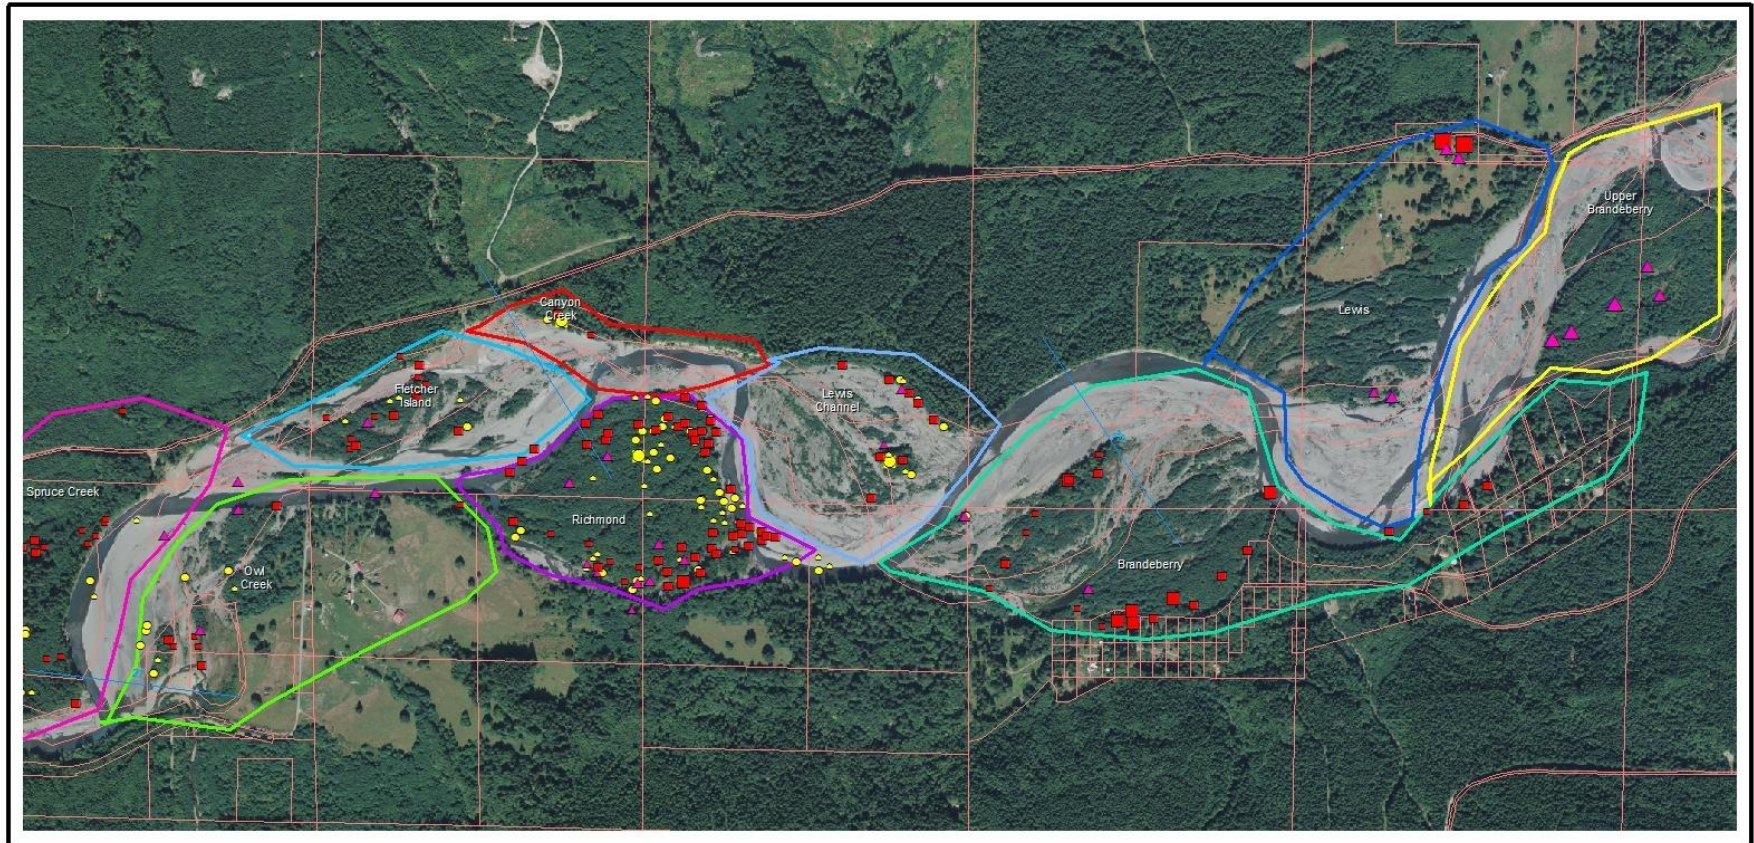 Upper
Brandeberry
Canyon
Creek
Lewis
Fletcher
Island
Lewis
Channel
Spruce Creek
Richmond
Owl
Creek
Brandeberry